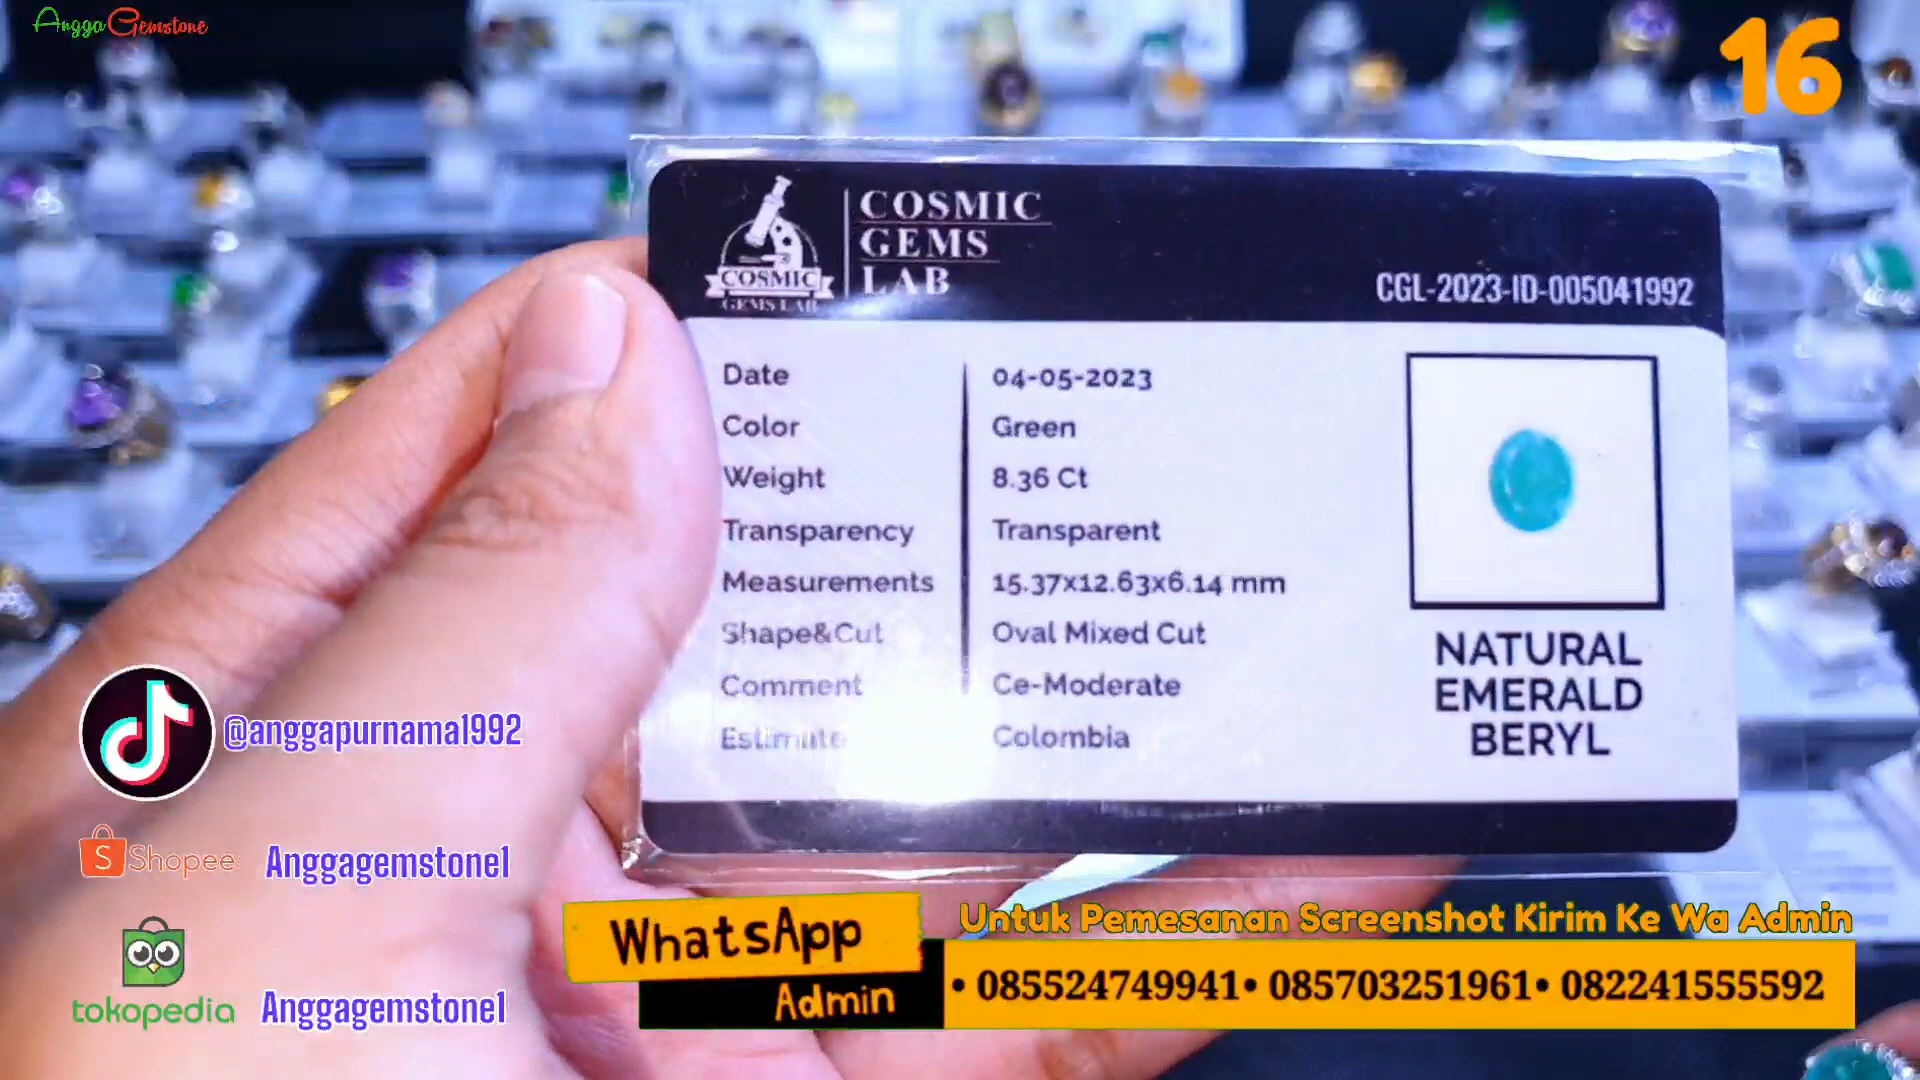 Angga Gemstone
16
COSMIC
GEMS
LAB
COSMIC
GEMS LAB
CGL-2023-ID-005041992
Date 04-05-2023
Color Green
Weight 8.36 Ct
Transparency Transparent
Measurements 15.37x12.63x6.14 mm
Shape&Cut Oval Mixed Cut
Comment Ce-Moderate
Estimate Colombia
NATURAL
EMERALD
BERYL
@anggapurnama1992
Shopee Anggagemstone1
tokopedia Anggagemstone1
WhatsApp
Admin
Untuk Pemesanan Screenshot Kirim Ke Wa Admin
• 085524749941• 085703251961• 082241555592